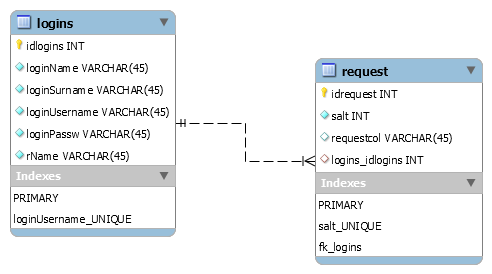 logins
idlogins INT
loginName VARCHAR(45)
loginSurname VARCHAR(45)
loginUsername VARCHAR(45)
loginPassw VARCHAR(45)
rName VARCHAR(45)
Indexes
PRIMARY
loginUsername_UNIQUE
request
idrequest INT
salt INT
requestcol VARCHAR(45)
logins_idlogins INT
Indexes
PRIMARY
salt_UNIQUE
fk_logins